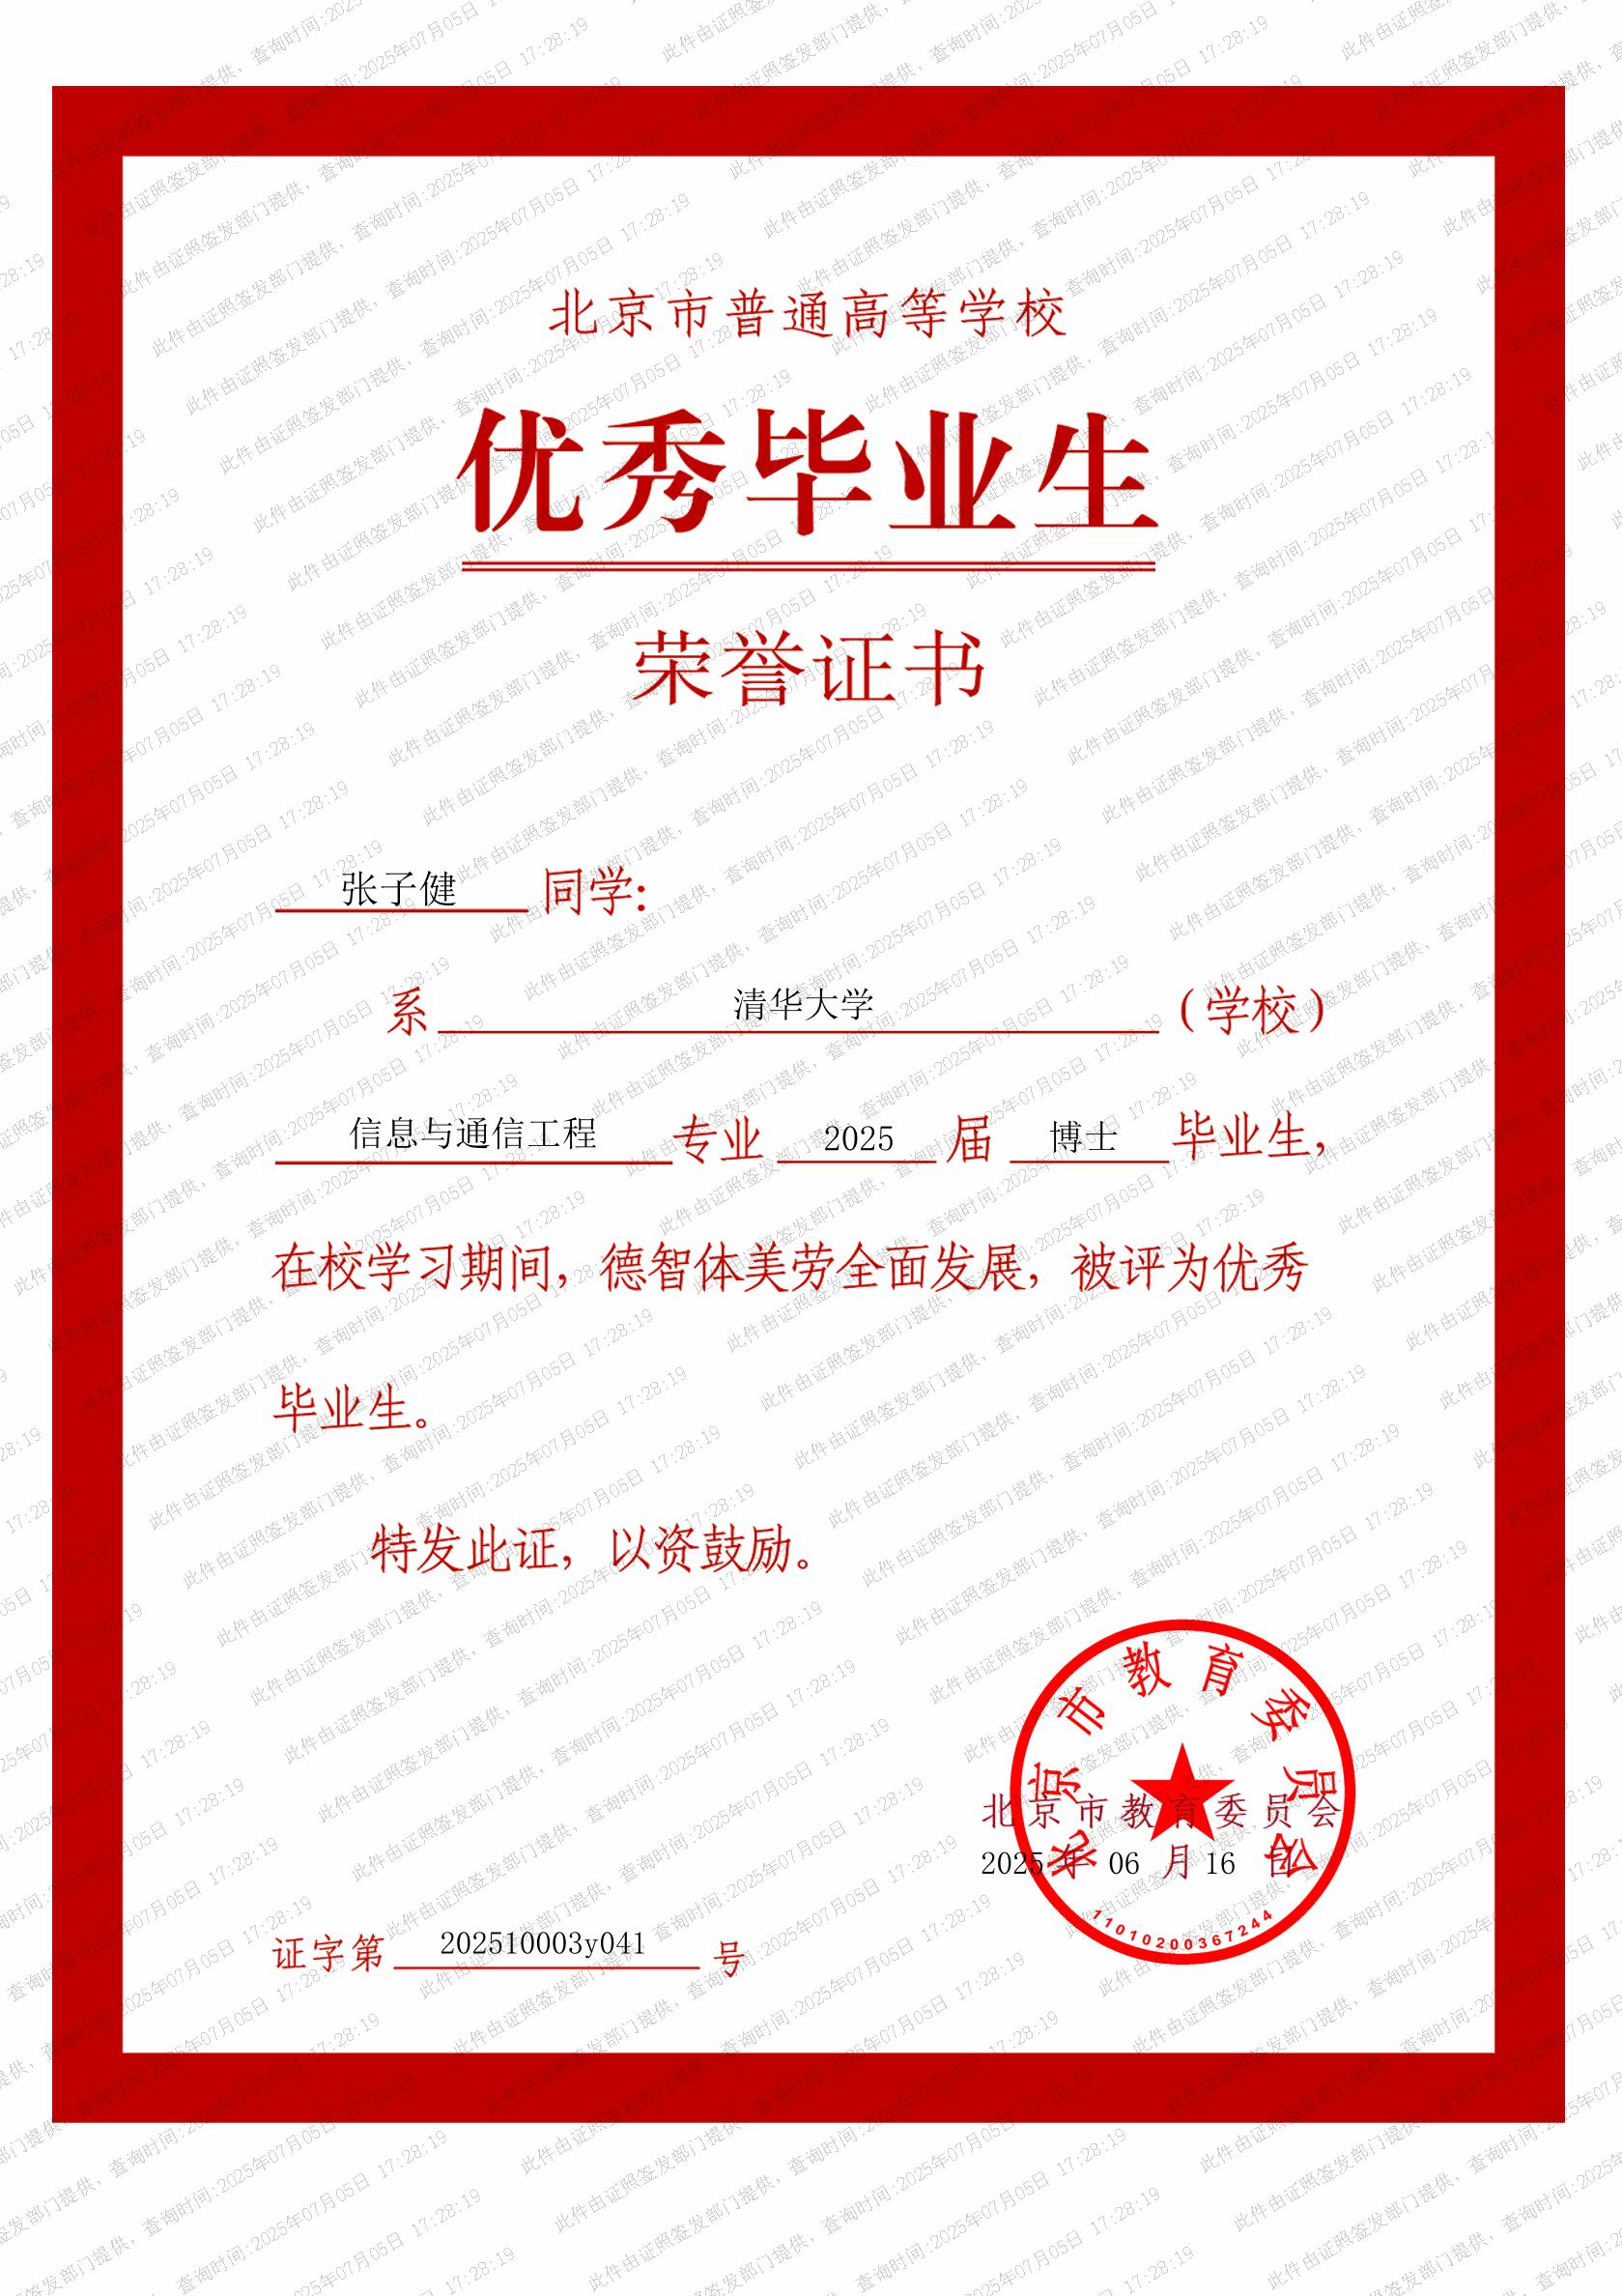 北京市普通高等学校
优秀毕业生
荣誉证书
张子健 同学:
系 清华大学 (学校)
信息与通信工程 专业 2025 届 博士 毕业生,
在校学习期间,德智体美劳全面发展,被评为优秀
毕业生。
特发此证,以资鼓励。
北京市教育委员会
北京市教育委员会
2025 年 06 月 16 日
11010200367244
证字第 202510003y041 号
此件由证照签发部门提供,查询时间:2025年07月05日 17:28:19